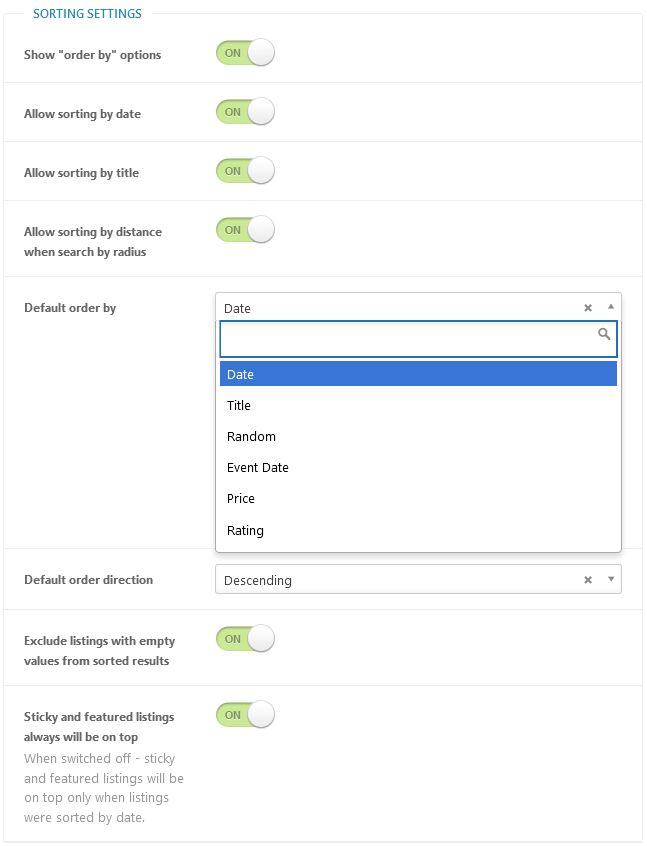 SORTING SETTINGS
Show "order by" options
ON
Allow sorting by date
ON
Allow sorting by title
ON
Allow sorting by distance
when search by radius
ON
Default order by
Date
Date
Title
Random
Event Date
Price
Rating
Default order direction
Descending
Exclude listings with empty
values from sorted results
ON
Sticky and featured listings
always will be on top
ON
When switched off - sticky
and featured listings will be
on top only when listings
were sorted by date.